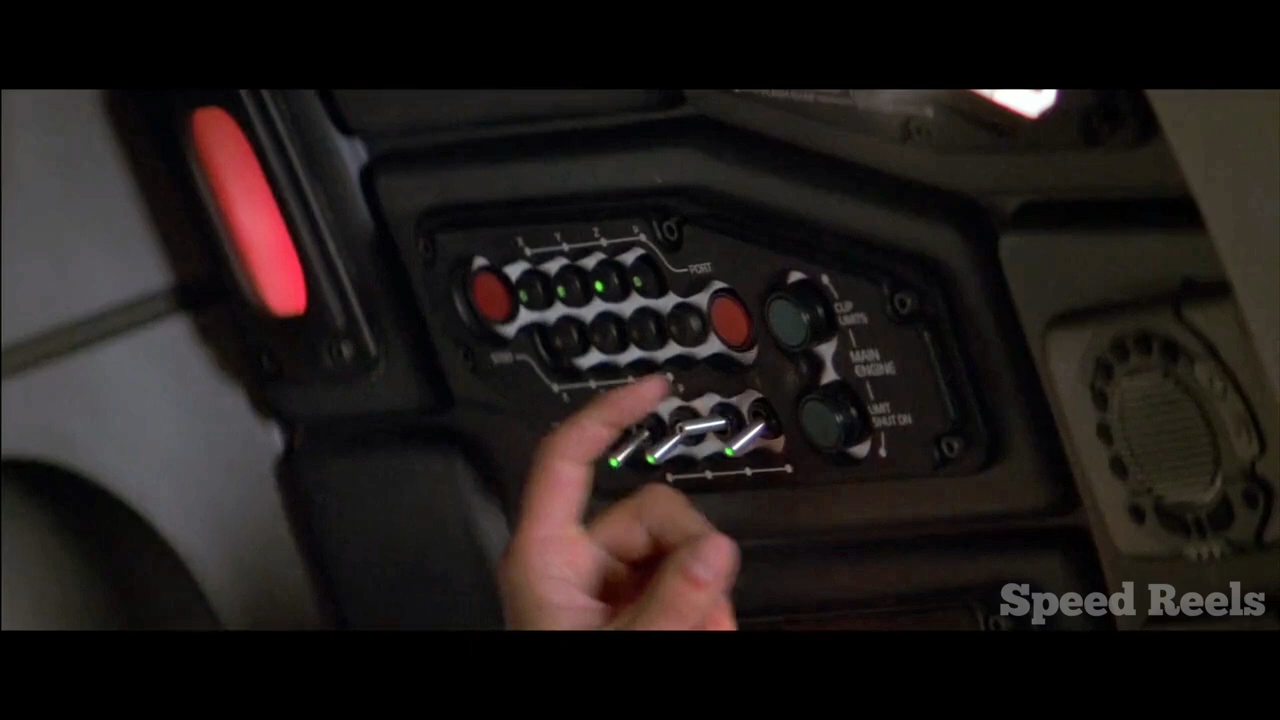 X Y Z
PORT
CLIP
LIMITS
MAIN
ENGINE
LIMIT
SHUT DN
X
Speed Reels